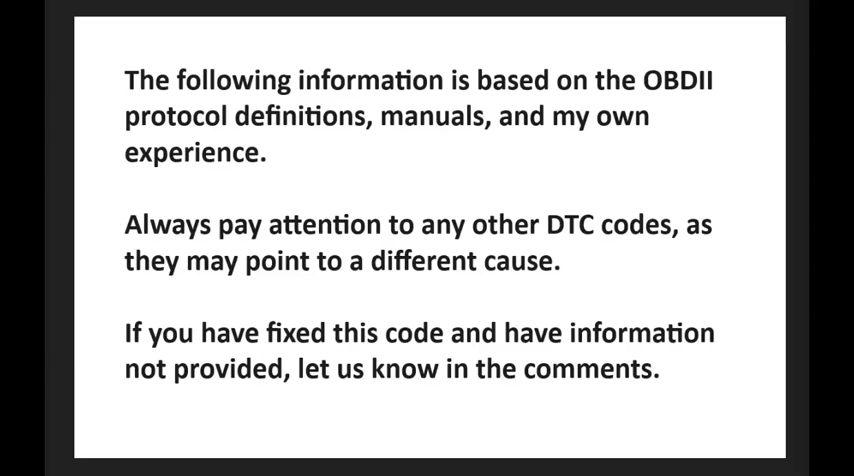 The following information is based on the OBDII
protocol definitions, manuals, and my own
experience.
Always pay attention to any other DTC codes, as
they may point to a different cause.
If you have fixed this code and have information
not provided, let us know in the comments.